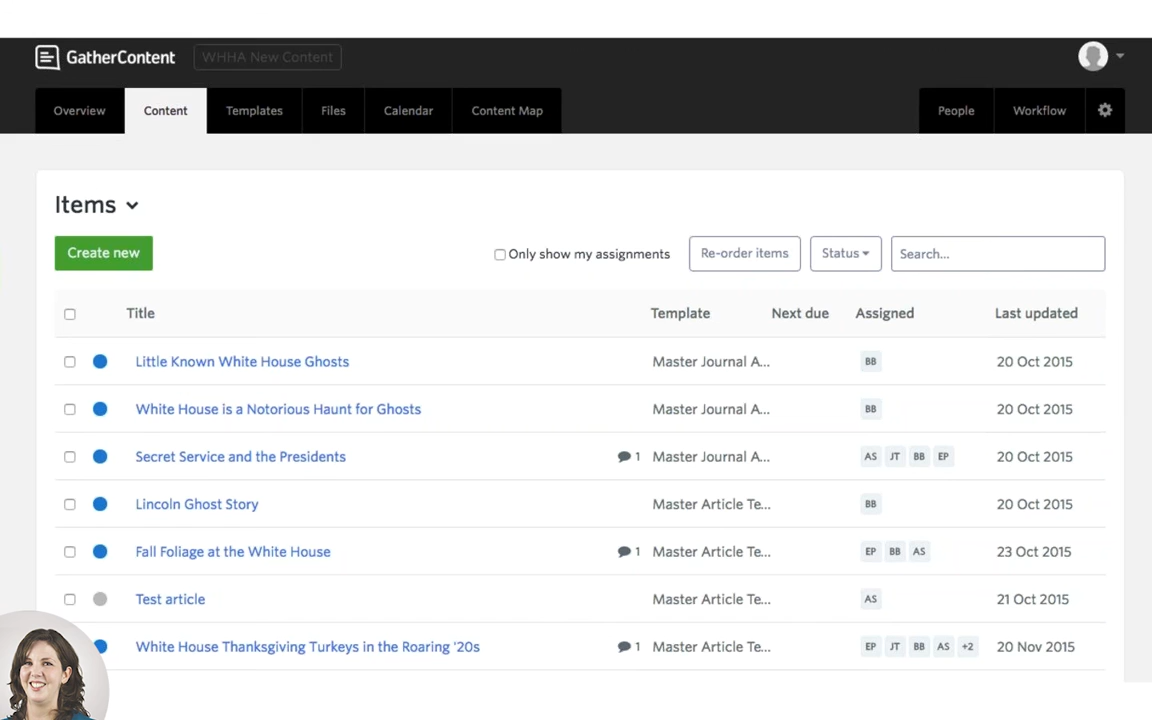 GatherContent WHHA New Content
Overview Content Templates Files Calendar Content Map People Workflow
Items
Create new Only show my assignments Re-order items Status Search...
Title Template Next due Assigned Last updated
Little Known White House Ghosts Master Journal A... BB 20 Oct 2015
White House is a Notorious Haunt for Ghosts Master Journal A... BB 20 Oct 2015
Secret Service and the Presidents 1 Master Journal A... AS JT BB EP 20 Oct 2015
Lincoln Ghost Story Master Article Te... BB 20 Oct 2015
Fall Foliage at the White House 1 Master Article Te... EP BB AS 23 Oct 2015
Test article Master Article Te... AS 21 Oct 2015
White House Thanksgiving Turkeys in the Roaring '20s 1 Master Article Te... EP JT BB AS +2 20 Nov 2015